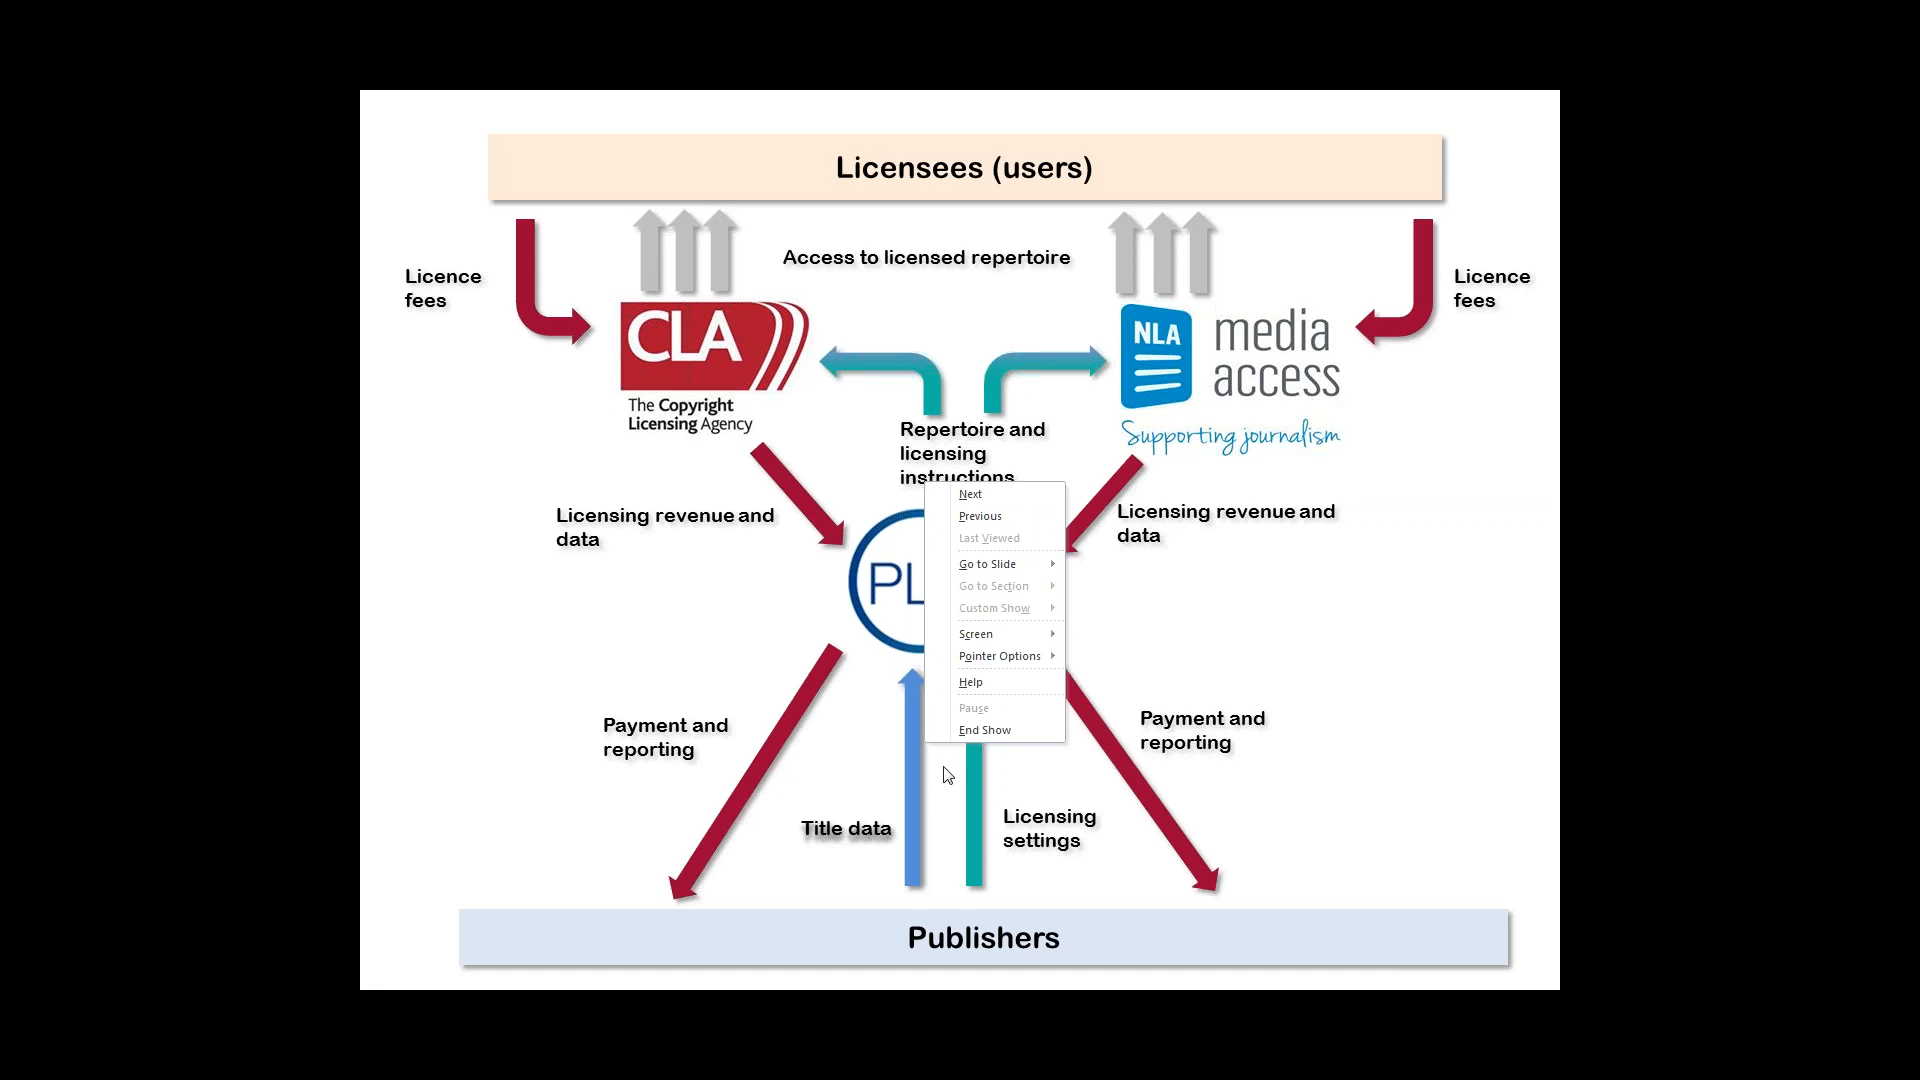 Licensees (users)
Access to licensed repertoire
Licence
fees
Licence
fees
CLA
The Copyright
Licensing Agency
NLA
media
access
Supporting journalism
Repertoire and
licensing
instructions
Licensing revenue and
data
Licensing revenue and
data
PL
Next
Previous
Last Viewed
Go to Slide
Go to Section
Custom Show
Screen
Pointer Options
Help
Pause
End Show
Payment and
reporting
Payment and
reporting
Title data
Licensing
settings
Publishers